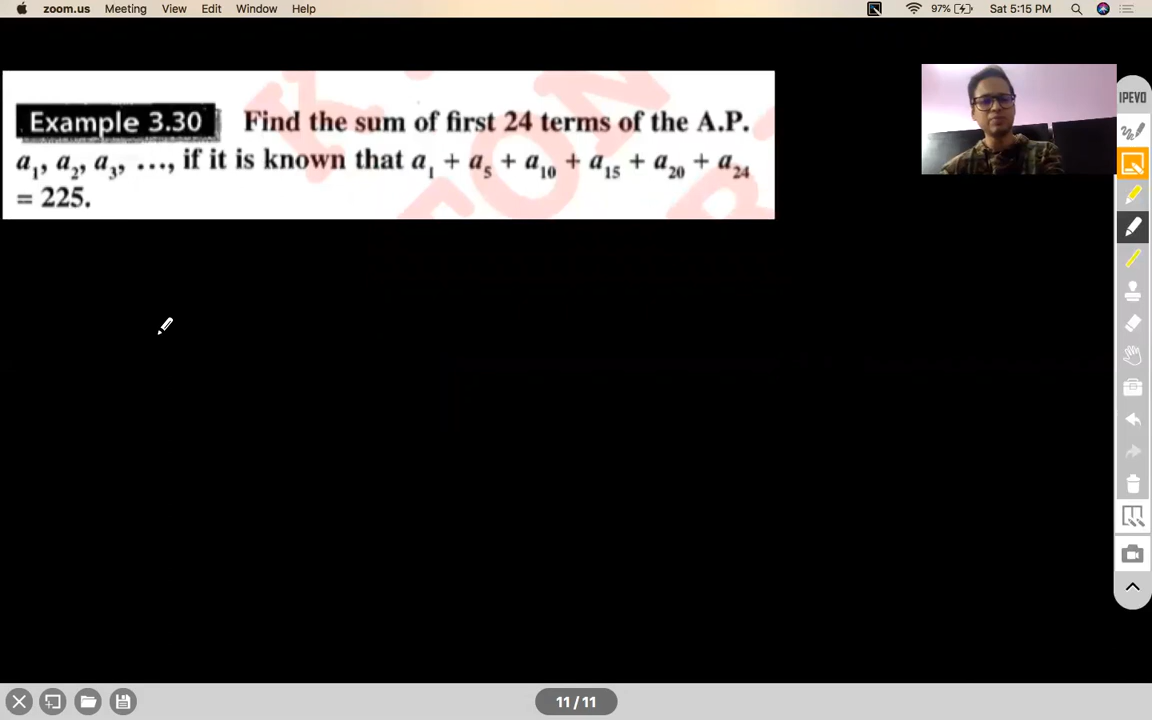 zoom.us Meeting View Edit Window Help 97% Sat 5:15 PM
Example 3.30 Find the sum of first 24 terms of the A.P.
a₁, a₂, a₃, …, if it is known that a₁ + a₅ + a₁₀ + a₁₅ + a₂₀ + a₂₄
= 225.
IPEVO
11/11